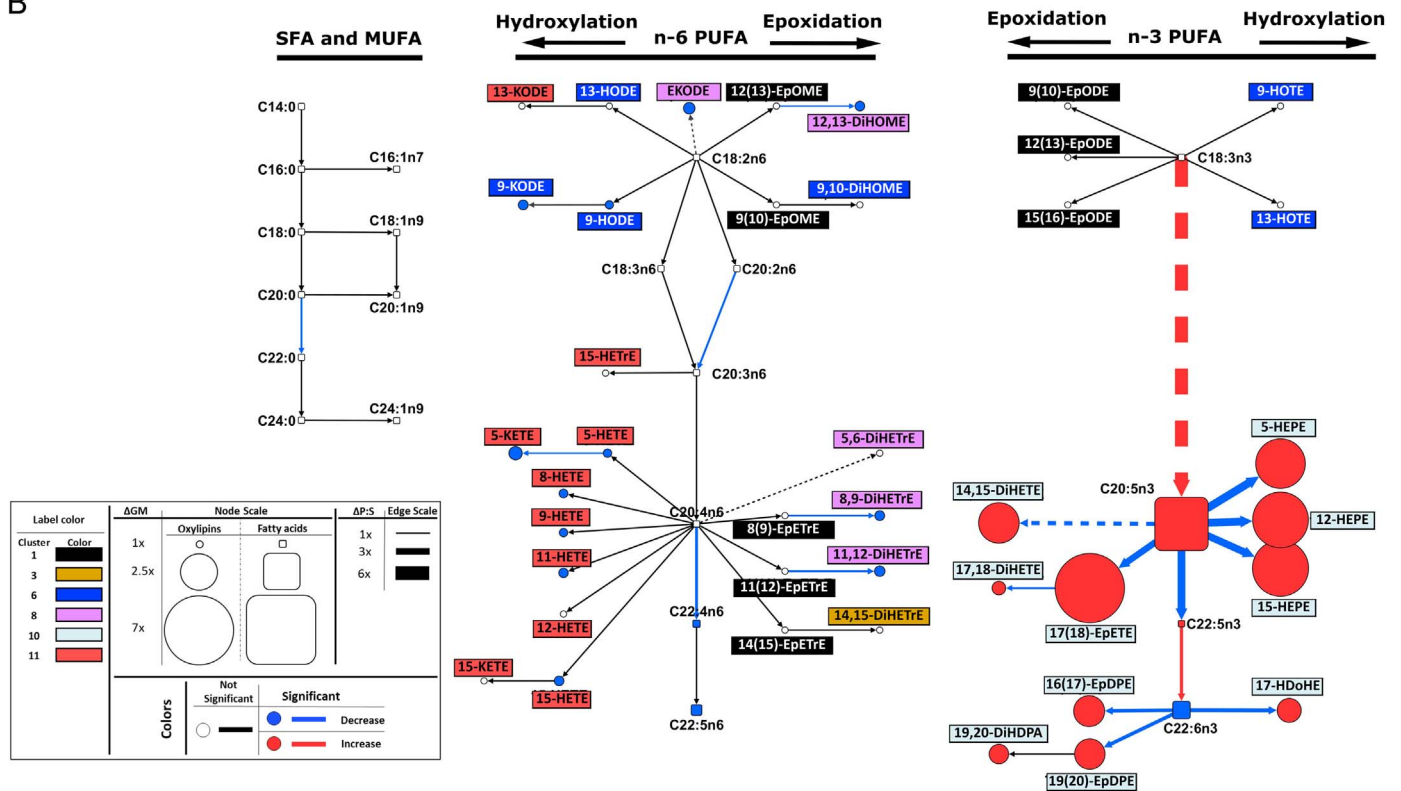 B
SFA and MUFA
C14:0
C16:0
C16:1n7
C18:0
C18:1n9
C20:0
C20:1n9
C22:0
C24:0
C24:1n9
Hydroxylation
n-6 PUFA
Epoxidation
13-KODE
13-HODE
EKODE
12(13)-EpOME
12,13-DiHOME
C18:2n6
9-KODE
9-HODE
9(10)-EpOME
9,10-DiHOME
C18:3n6
C20:2n6
15-HETrE
C20:3n6
5-KETE
5-HETE
5,6-DiHETrE
8-HETE
9-HETE
C20:4n6
8(9)-EpETrE
8,9-DiHETrE
11-HETE
11(12)-EpETrE
11,12-DiHETrE
12-HETE
C22:4n6
14(15)-EpETrE
14,15-DiHETrE
15-KETE
15-HETE
C22:5n6
Epoxidation
n-3 PUFA
Hydroxylation
9(10)-EpODE
9-HOTE
12(13)-EpODE
C18:3n3
15(16)-EpODE
13-HOTE
5-HEPE
14,15-DiHETE
C20:5n3
12-HEPE
17,18-DiHETE
15-HEPE
17(18)-EpETE
C22:5n3
16(17)-EpDPE
17-HDoHE
C22:6n3
19,20-DiHDPA
19(20)-EpDPE
Label color
Cluster Color
1
3
6
8
10
11
ΔGM
Node Scale
Oxylipins
Fatty acids
1x
2.5x
7x
ΔP:S
Edge Scale
1x
3x
6x
Colors
Not
Significant
Significant
Decrease
Increase